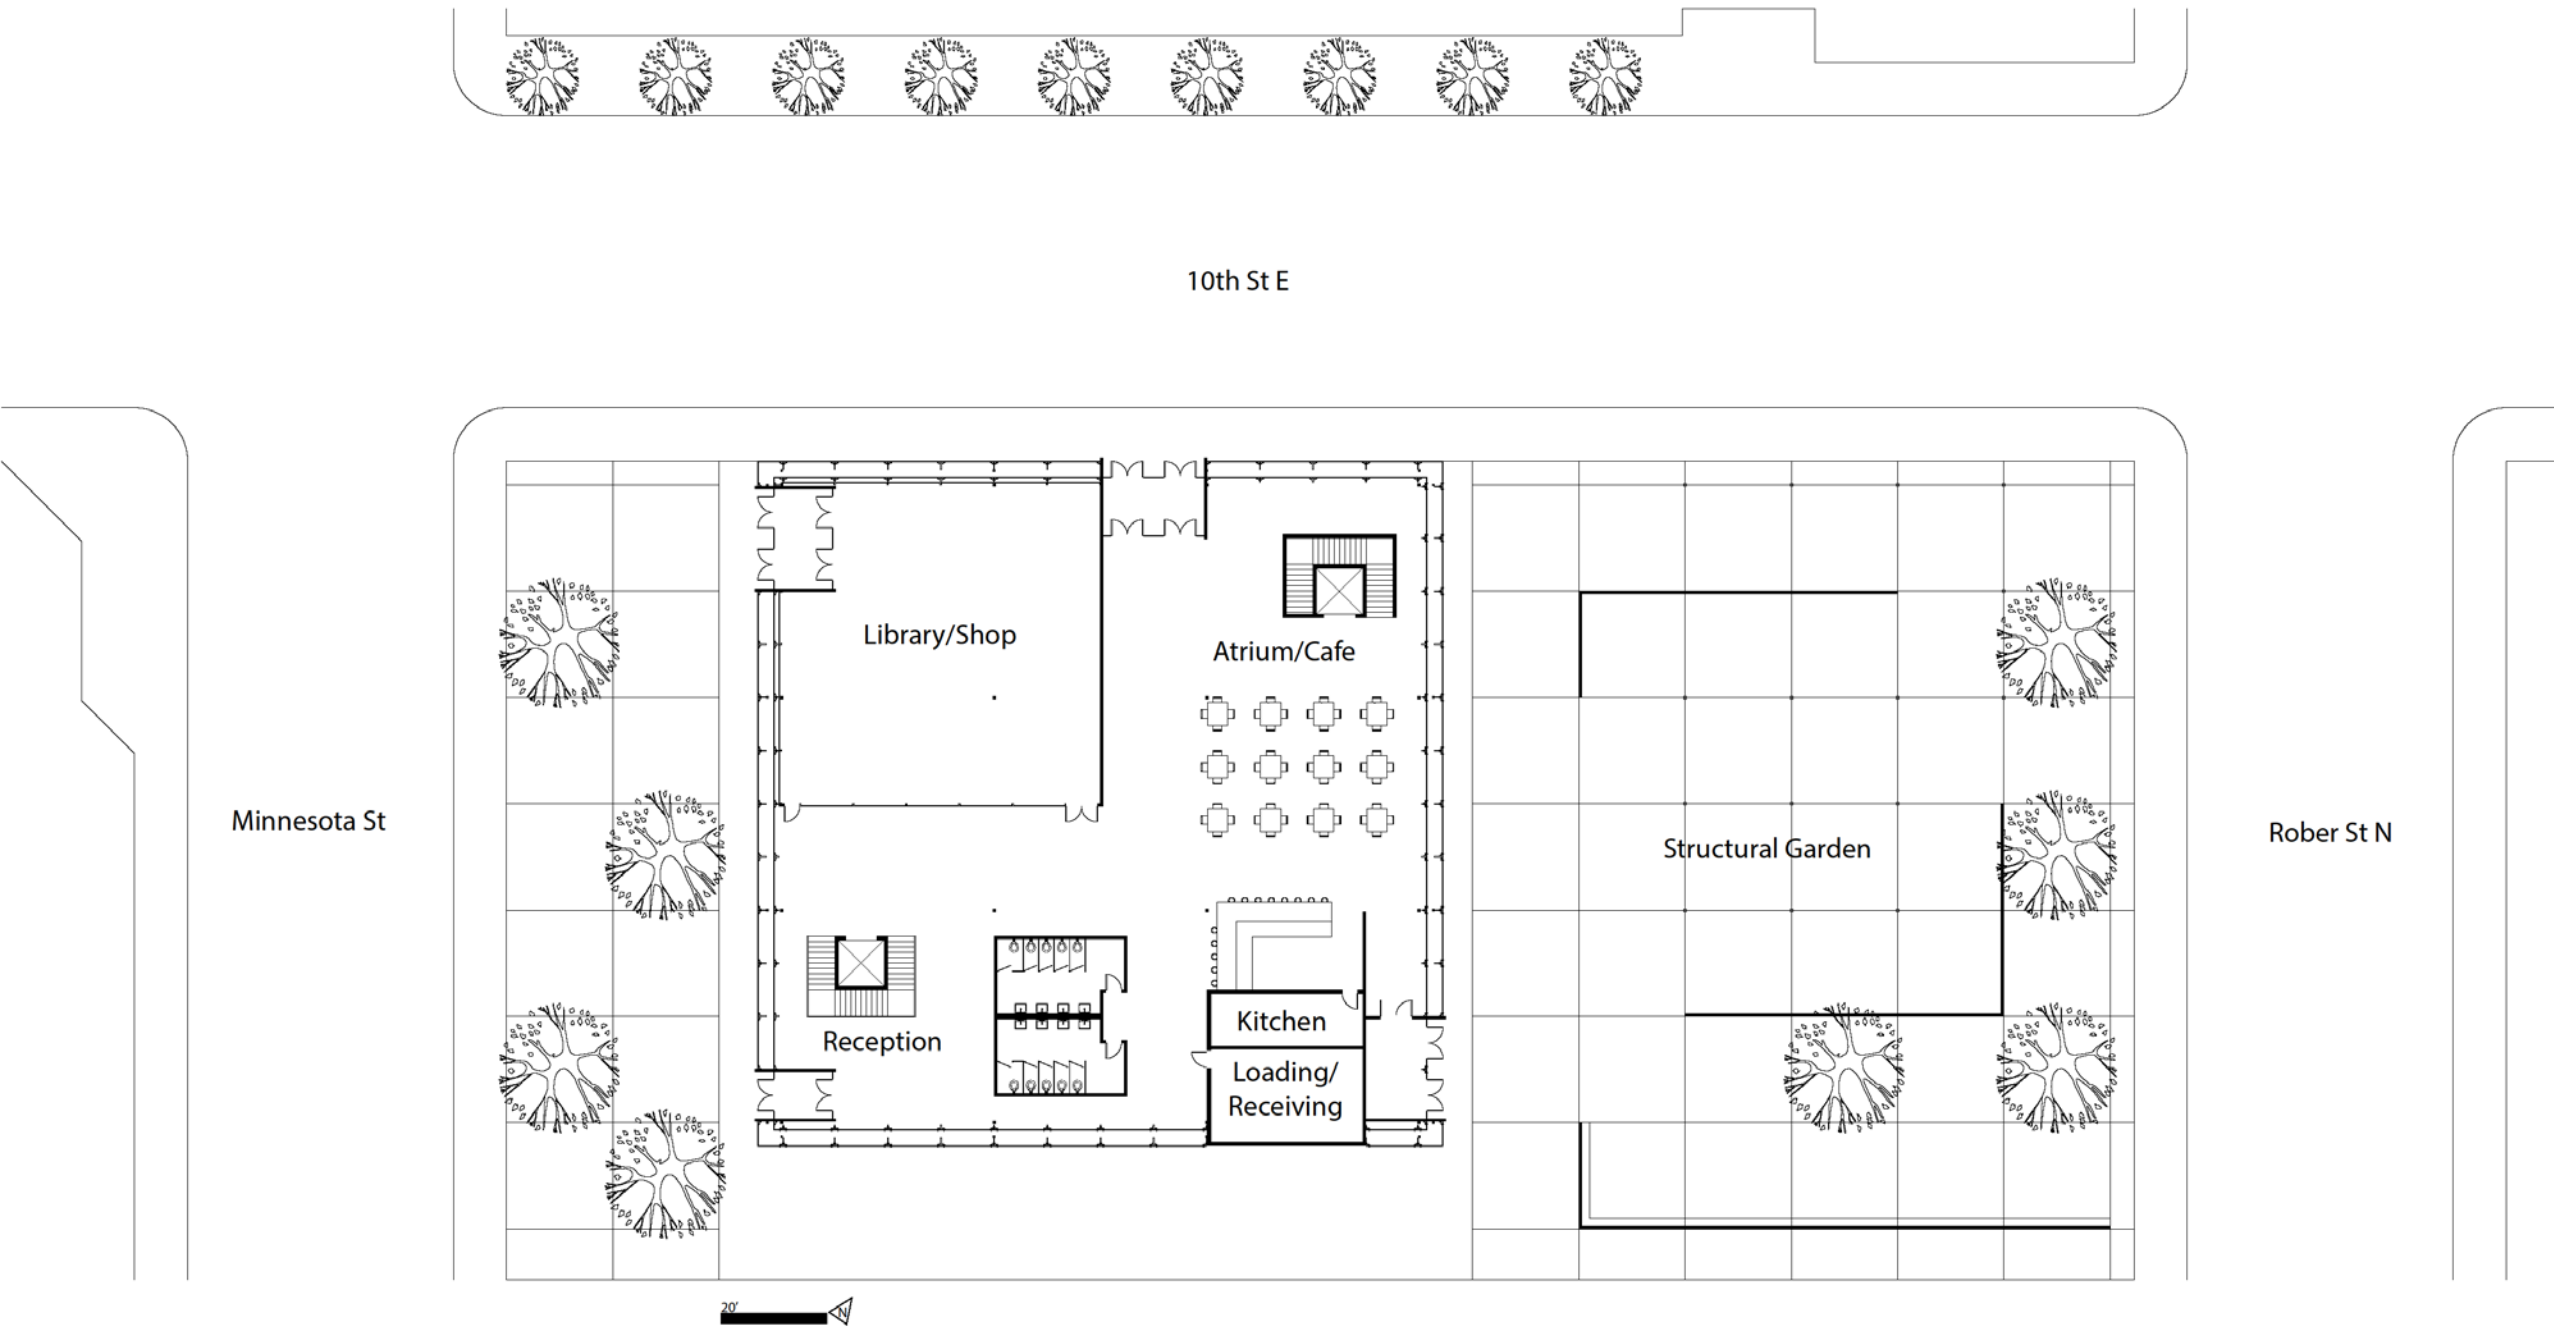 10th St E
Library/Shop
Atrium/Cafe
Minnesota St
Structural Garden
Rober St N
Reception
Kitchen
Loading/
Receiving
20'
N